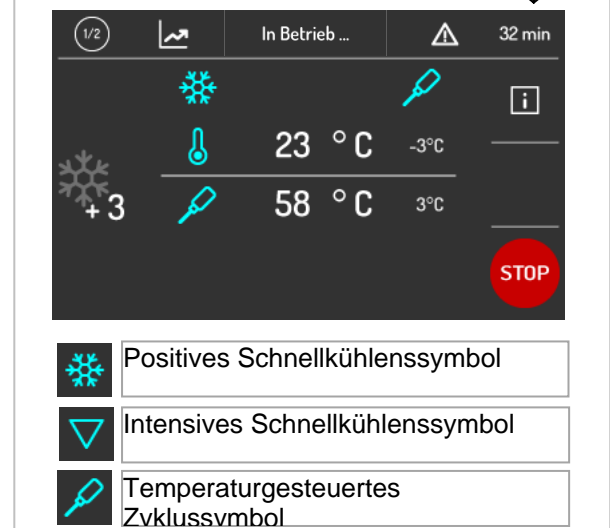 1/2 In Betrieb ... 32 min
23 °C -3°C
+3 58 °C 3°C
STOP
Positives Schnellkühlenssymbol
Intensives Schnellkühlenssymbol
Temperaturgesteuertes
Zyklussymbol